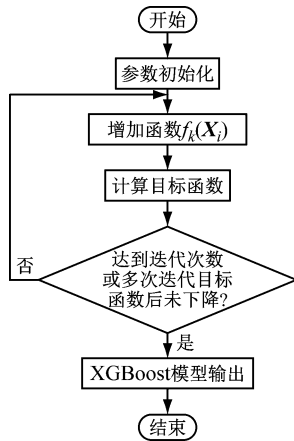 开始
参数初始化
增加函数fk(Xi)
计算目标函数
达到迭代次数
或多次迭代目标
函数后未下降?
否
是
XGBoost模型输出
结束